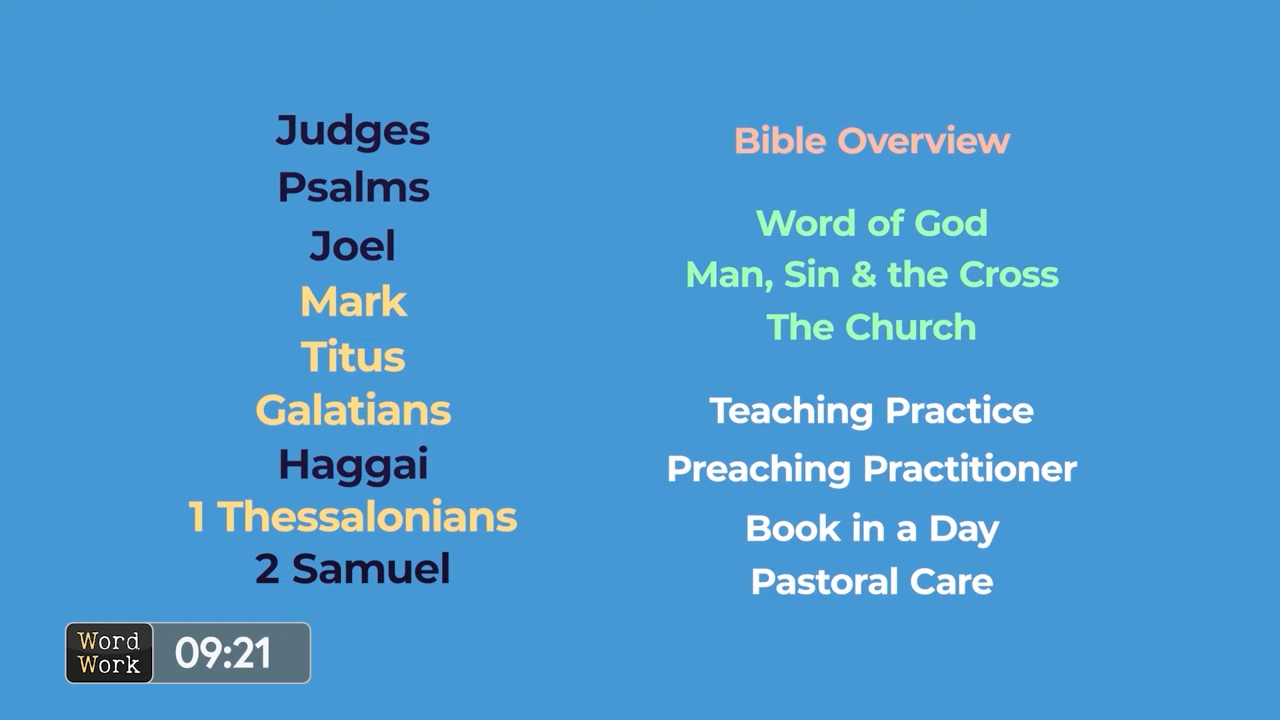 Judges
Psalms
Joel
Mark
Titus
Galatians
Haggai
1 Thessalonians
2 Samuel
Bible Overview
Word of God
Man, Sin & the Cross
The Church
Teaching Practice
Preaching Practitioner
Book in a Day
Pastoral Care
Word
Work
09:21